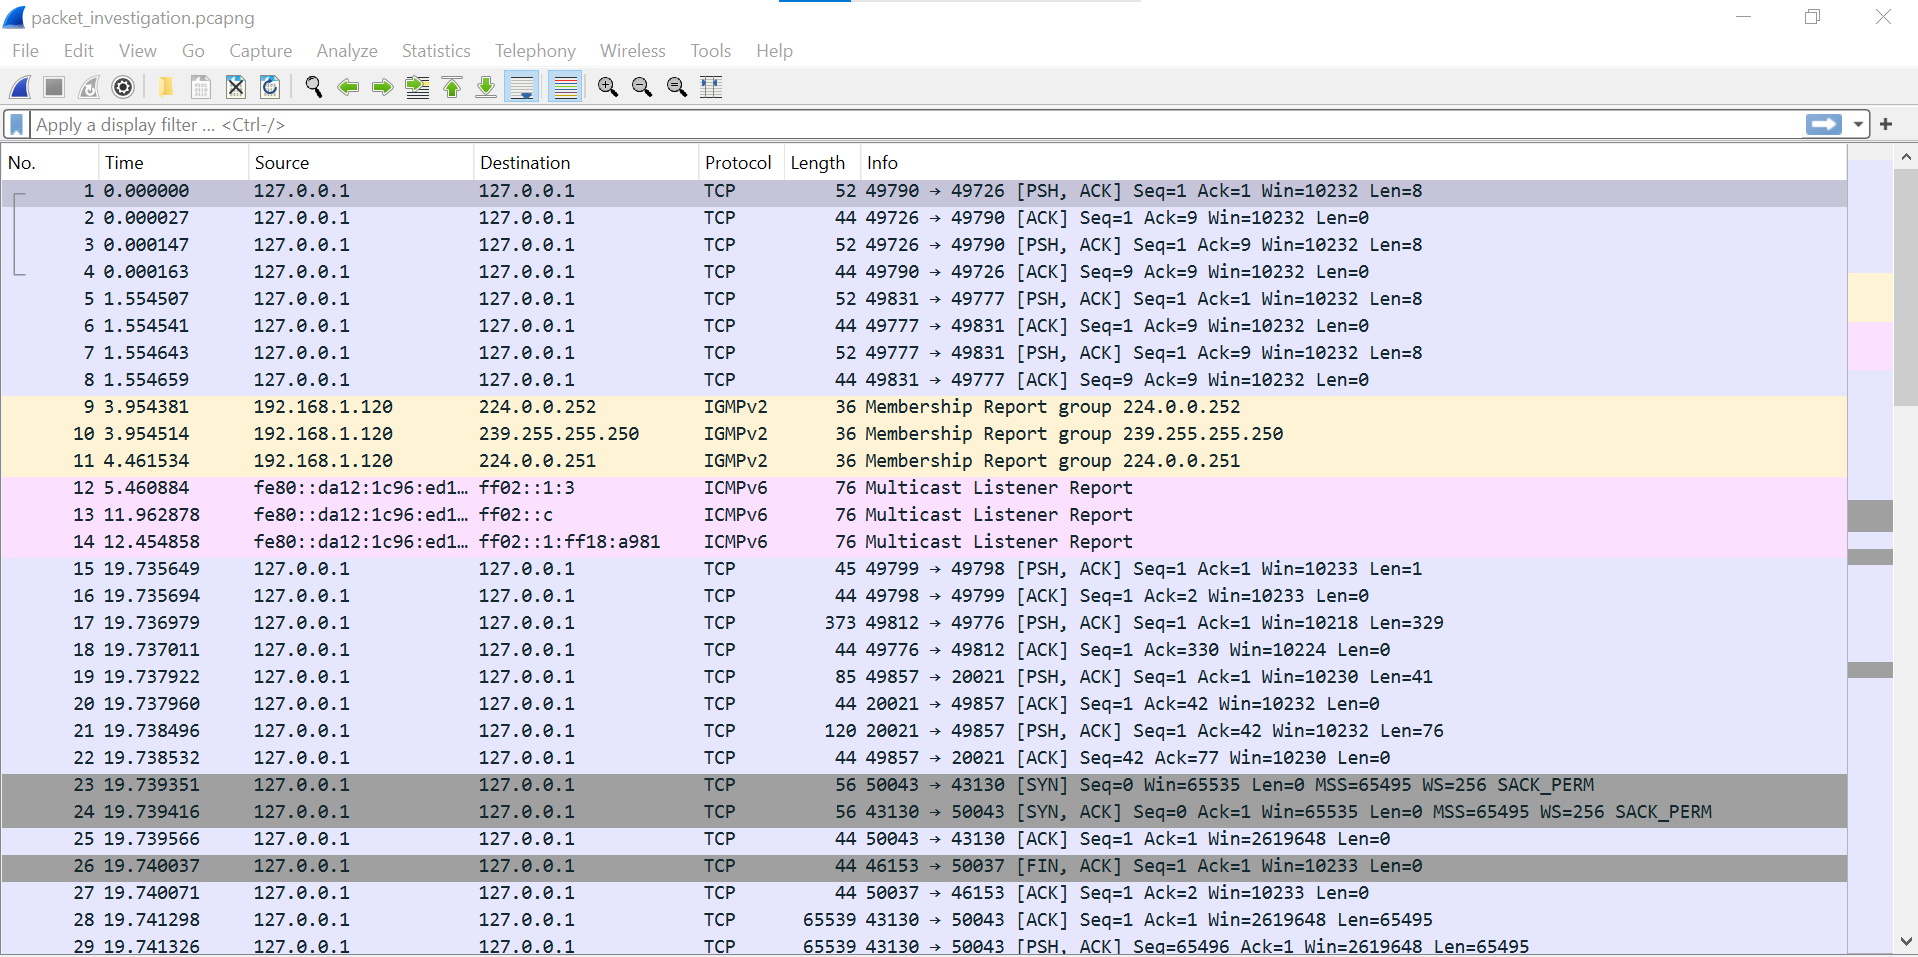 packet_investigation.pcapng
File Edit View Go Capture Analyze Statistics Telephony Wireless Tools Help
Apply a display filter ... <Ctrl-/>
No. Time Source Destination Protocol Length Info
1 0.000000 127.0.0.1 127.0.0.1 TCP 52 49790 → 49726 [PSH, ACK] Seq=1 Ack=1 Win=10232 Len=8
2 0.000027 127.0.0.1 127.0.0.1 TCP 44 49726 → 49790 [ACK] Seq=1 Ack=9 Win=10232 Len=0
3 0.000147 127.0.0.1 127.0.0.1 TCP 52 49726 → 49790 [PSH, ACK] Seq=1 Ack=9 Win=10232 Len=8
4 0.000163 127.0.0.1 127.0.0.1 TCP 44 49790 → 49726 [ACK] Seq=9 Ack=9 Win=10232 Len=0
5 1.554507 127.0.0.1 127.0.0.1 TCP 52 49831 → 49777 [PSH, ACK] Seq=1 Ack=1 Win=10232 Len=8
6 1.554541 127.0.0.1 127.0.0.1 TCP 44 49777 → 49831 [ACK] Seq=1 Ack=9 Win=10232 Len=0
7 1.554643 127.0.0.1 127.0.0.1 TCP 52 49777 → 49831 [PSH, ACK] Seq=1 Ack=9 Win=10232 Len=8
8 1.554659 127.0.0.1 127.0.0.1 TCP 44 49831 → 49777 [ACK] Seq=9 Ack=9 Win=10232 Len=0
9 3.954381 192.168.1.120 224.0.0.252 IGMPv2 36 Membership Report group 224.0.0.252
10 3.954514 192.168.1.120 239.255.255.250 IGMPv2 36 Membership Report group 239.255.255.250
11 4.461534 192.168.1.120 224.0.0.251 IGMPv2 36 Membership Report group 224.0.0.251
12 5.460884 fe80::da12:1c96:ed1… ff02::1:3 ICMPv6 76 Multicast Listener Report
13 11.962878 fe80::da12:1c96:ed1… ff02::c ICMPv6 76 Multicast Listener Report
14 12.454858 fe80::da12:1c96:ed1… ff02::1:ff18:a981 ICMPv6 76 Multicast Listener Report
15 19.735649 127.0.0.1 127.0.0.1 TCP 45 49799 → 49798 [PSH, ACK] Seq=1 Ack=1 Win=10233 Len=1
16 19.735694 127.0.0.1 127.0.0.1 TCP 44 49798 → 49799 [ACK] Seq=1 Ack=2 Win=10233 Len=0
17 19.736979 127.0.0.1 127.0.0.1 TCP 373 49812 → 49776 [PSH, ACK] Seq=1 Ack=1 Win=10218 Len=329
18 19.737011 127.0.0.1 127.0.0.1 TCP 44 49776 → 49812 [ACK] Seq=1 Ack=330 Win=10224 Len=0
19 19.737922 127.0.0.1 127.0.0.1 TCP 85 49857 → 20021 [PSH, ACK] Seq=1 Ack=1 Win=10230 Len=41
20 19.737960 127.0.0.1 127.0.0.1 TCP 44 20021 → 49857 [ACK] Seq=1 Ack=42 Win=10232 Len=0
21 19.738496 127.0.0.1 127.0.0.1 TCP 120 20021 → 49857 [PSH, ACK] Seq=1 Ack=42 Win=10232 Len=76
22 19.738532 127.0.0.1 127.0.0.1 TCP 44 49857 → 20021 [ACK] Seq=42 Ack=77 Win=10230 Len=0
23 19.739351 127.0.0.1 127.0.0.1 TCP 56 50043 → 43130 [SYN] Seq=0 Win=65535 Len=0 MSS=65495 WS=256 SACK_PERM
24 19.739416 127.0.0.1 127.0.0.1 TCP 56 43130 → 50043 [SYN, ACK] Seq=0 Ack=1 Win=65535 Len=0 MSS=65495 WS=256 SACK_PERM
25 19.739566 127.0.0.1 127.0.0.1 TCP 44 50043 → 43130 [ACK] Seq=1 Ack=1 Win=2619648 Len=0
26 19.740037 127.0.0.1 127.0.0.1 TCP 44 46153 → 50037 [FIN, ACK] Seq=1 Ack=1 Win=10233 Len=0
27 19.740071 127.0.0.1 127.0.0.1 TCP 44 50037 → 46153 [ACK] Seq=1 Ack=2 Win=10233 Len=0
28 19.741298 127.0.0.1 127.0.0.1 TCP 65539 43130 → 50043 [ACK] Seq=1 Ack=1 Win=2619648 Len=65495
29 19.741326 127.0.0.1 127.0.0.1 TCP 65539 43130 → 50043 [PSH, ACK] Seq=65496 Ack=1 Win=2619648 Len=65495